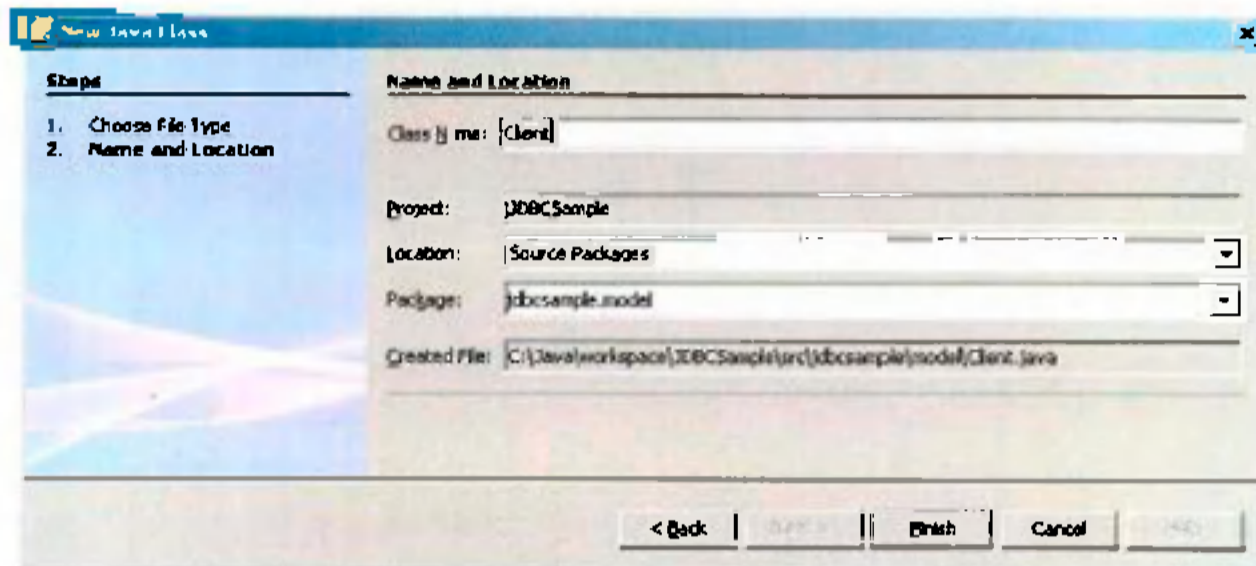 New Java Class
Steps
1. Choose File Type
2. Name and Location
Name and Location
Class Name: Client
Project: JDBCSample
Location: Source Packages
Package: jdbcsample.model
Created File: C:\Java\workspace\JDBCSample\src\jdbcsample\model\Client.java
< Back
Finish
Cancel